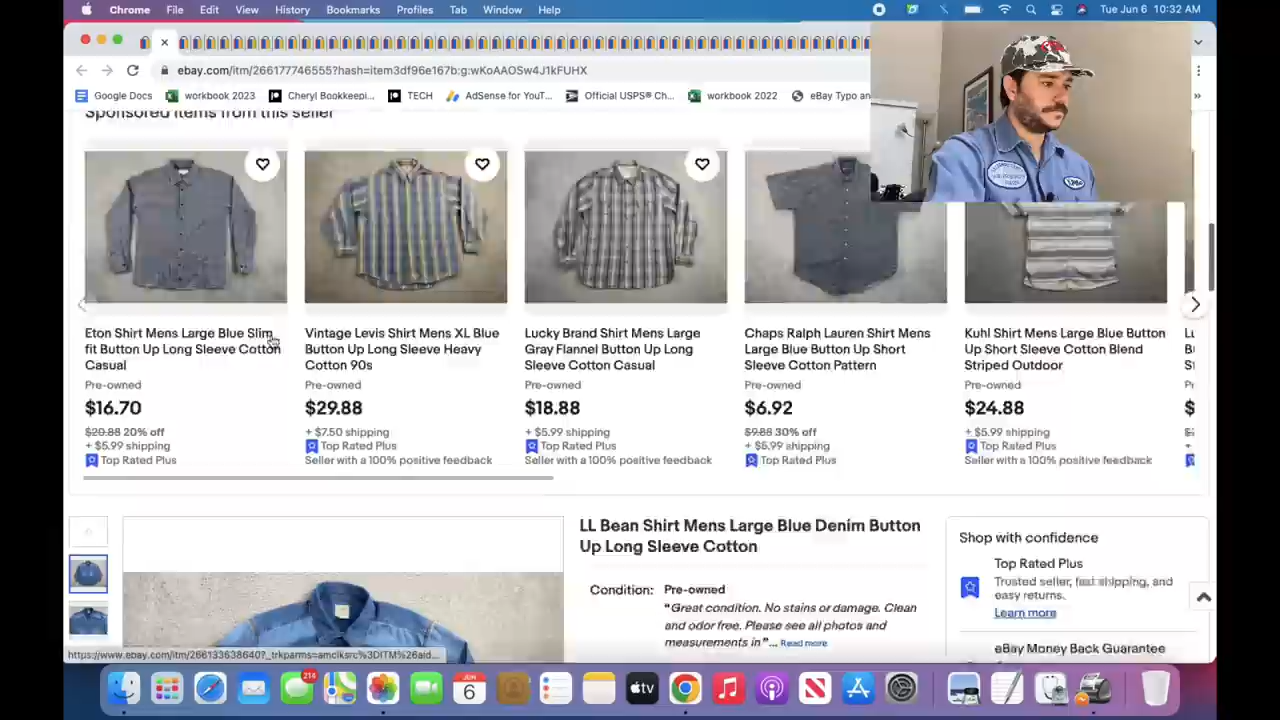 Chrome File Edit View History Bookmarks Profiles Tab Window Help
Tue Jun 6 10:32 AM
ebay.com/itm/266177746555?hash=item3df96e167b:g:wKoAAOSw4J1kFUHX
Google Docs workbook 2023 Cheryl Bookkeepi... TECH AdSense for YouT... Official USPS® Ch... workbook 2022 eBay Typo an
Sponsored items from this seller
Eton Shirt Mens Large Blue Slim
fit Button Up Long Sleeve Cotton
Casual
Pre-owned
$16.70
$20.88 20% off
+ $5.99 shipping
Top Rated Plus
Vintage Levis Shirt Mens XL Blue
Button Up Long Sleeve Heavy
Cotton 90s
Pre-owned
$29.88
+ $7.50 shipping
Top Rated Plus
Seller with a 100% positive feedback
Lucky Brand Shirt Mens Large
Gray Flannel Button Up Long
Sleeve Cotton Casual
Pre-owned
$18.88
+ $5.99 shipping
Top Rated Plus
Seller with a 100% positive feedback
Chaps Ralph Lauren Shirt Mens
Large Blue Button Up Short
Sleeve Cotton Pattern
Pre-owned
$6.92
$9.88 30% off
+ $5.99 shipping
Top Rated Plus
Kuhl Shirt Mens Large Blue Button
Up Short Sleeve Cotton Blend
Striped Outdoor
Pre-owned
$24.88
+ $5.99 shipping
Top Rated Plus
Seller with a 100% positive feedback
LL Bean Shirt Mens Large Blue Denim Button
Up Long Sleeve Cotton
Condition: Pre-owned
"Great condition. No stains or damage. Clean
and odor free. Please see all photos and
measurements in"... Read more
Shop with confidence
Top Rated Plus
Trusted seller, fast shipping, and
easy returns.
Learn more
eBay Money Back Guarantee
https://www.ebay.com/itm/266133638640?_trkparms=amclksrc%3DITM%26aid...
214
JUN
6
tv